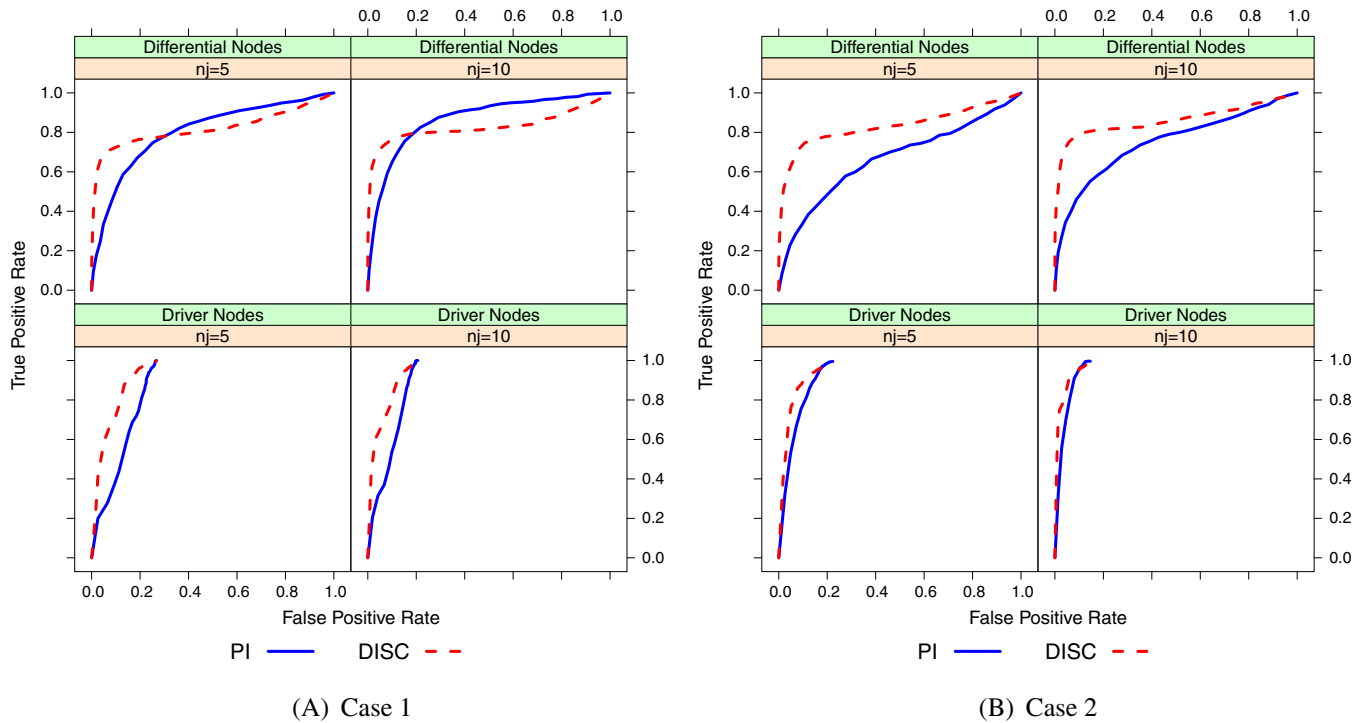 0.0 0.2 0.4 0.6 0.8 1.0
Differential Nodes Differential Nodes
nj=5 nj=10
1.0
0.8
0.6
0.4
0.2
0.0
Driver Nodes Driver Nodes
nj=5 nj=10
1.0
0.8
0.6
0.4
0.2
0.0
0.0 0.2 0.4 0.6 0.8 1.0
True Positive Rate
False Positive Rate
PI DISC
(A) Case 1
0.0 0.2 0.4 0.6 0.8 1.0
Differential Nodes Differential Nodes
nj=5 nj=10
1.0
0.8
0.6
0.4
0.2
0.0
Driver Nodes Driver Nodes
nj=5 nj=10
1.0
0.8
0.6
0.4
0.2
0.0
0.0 0.2 0.4 0.6 0.8 1.0
True Positive Rate
False Positive Rate
PI DISC
(B) Case 2